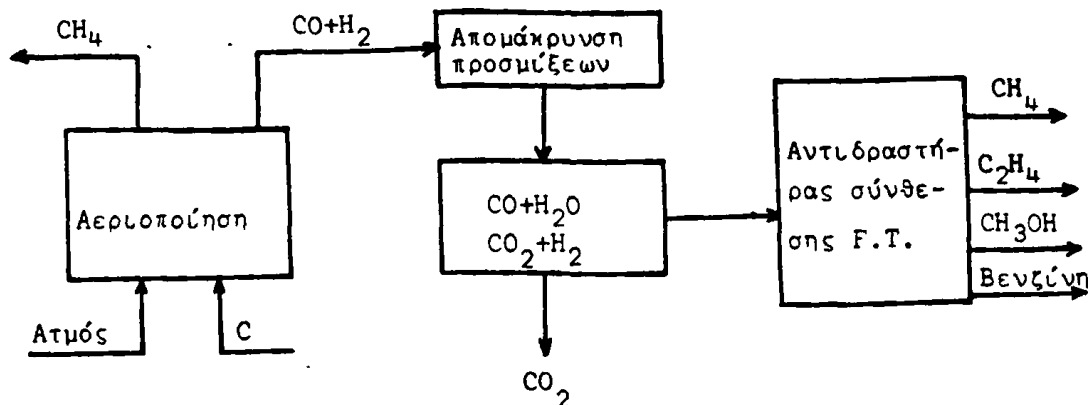 CH₄
CO+H₂
Απομάκρυνση
προσμίξεων
Αεριοποίηση
Ατμός
C
CO+H₂O
CO₂+H₂
CO₂
Αντιδραστή-
ρας σύνθε-
σης F.T.
CH₄
C₂H₄
CH₃OH
Βενζίνη